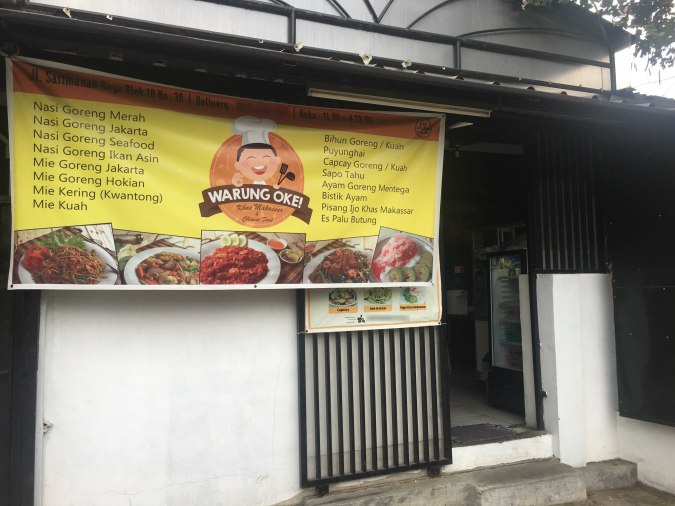 Jl. Sarimanah Raya Blok 10 No. 30 | Delivery :
| Buka :
Nasi Goreng Merah
Nasi Goreng Jakarta
Nasi Goreng Seafood
Nasi Goreng Ikan Asin
Mie Goreng Jakarta
Mie Goreng Hokian
Mie Kering (Kwantong)
Mie Kuah
WARUNG OKE!
Khas Makassar
Chinese Food
Bihun Goreng / Kuah
Puyunghai
Capcay Goreng / Kuah
Sapo Tahu
Ayam Goreng Mentega
Bistik Ayam
Pisang Ijo Khas Makassar
Es Palu Butung
Capcay